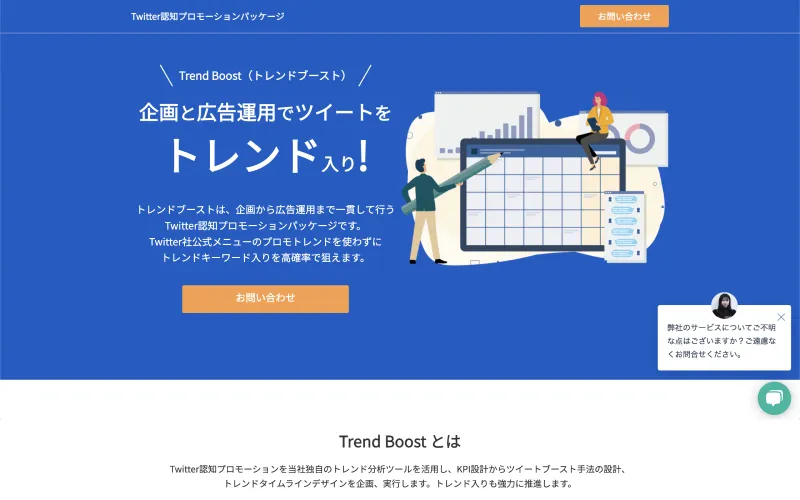 Twitter認知プロモーションパッケージ
お問い合わせ
Trend Boost（トレンドブースト）
企画と広告運用でツイートを
トレンド入り!
トレンドブーストは、企画から広告運用まで一貫して行う
Twitter認知プロモーションパッケージです。
Twitter社公式メニューのプロモトレンドを使わずに
トレンドキーワード入りを高確率で狙えます。
お問い合わせ
弊社のサービスについてご不明
な点はございますか？ご遠慮な
くお問合せください。
Trend Boost とは
Twitter認知プロモーションを当社独自のトレンド分析ツールを活用し、KPI設計からツイートブースト手法の設計、
トレンドタイムラインデザインを企画、実行します。トレンド入りも強力に推進します。